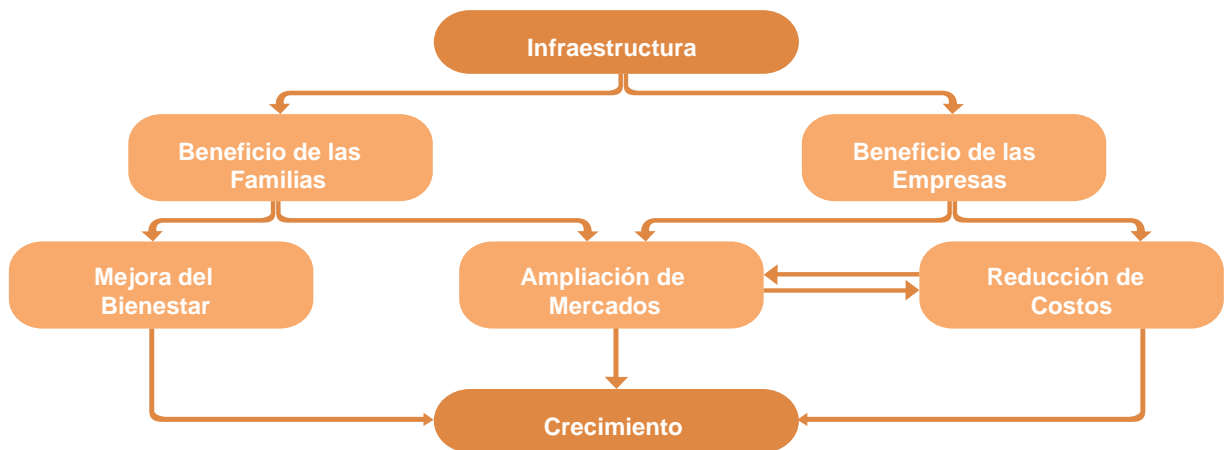 Infraestructura
Beneficio de las
Familias
Beneficio de las
Empresas
Mejora del
Bienestar
Ampliación de
Mercados
Reducción de
Costos
Crecimiento